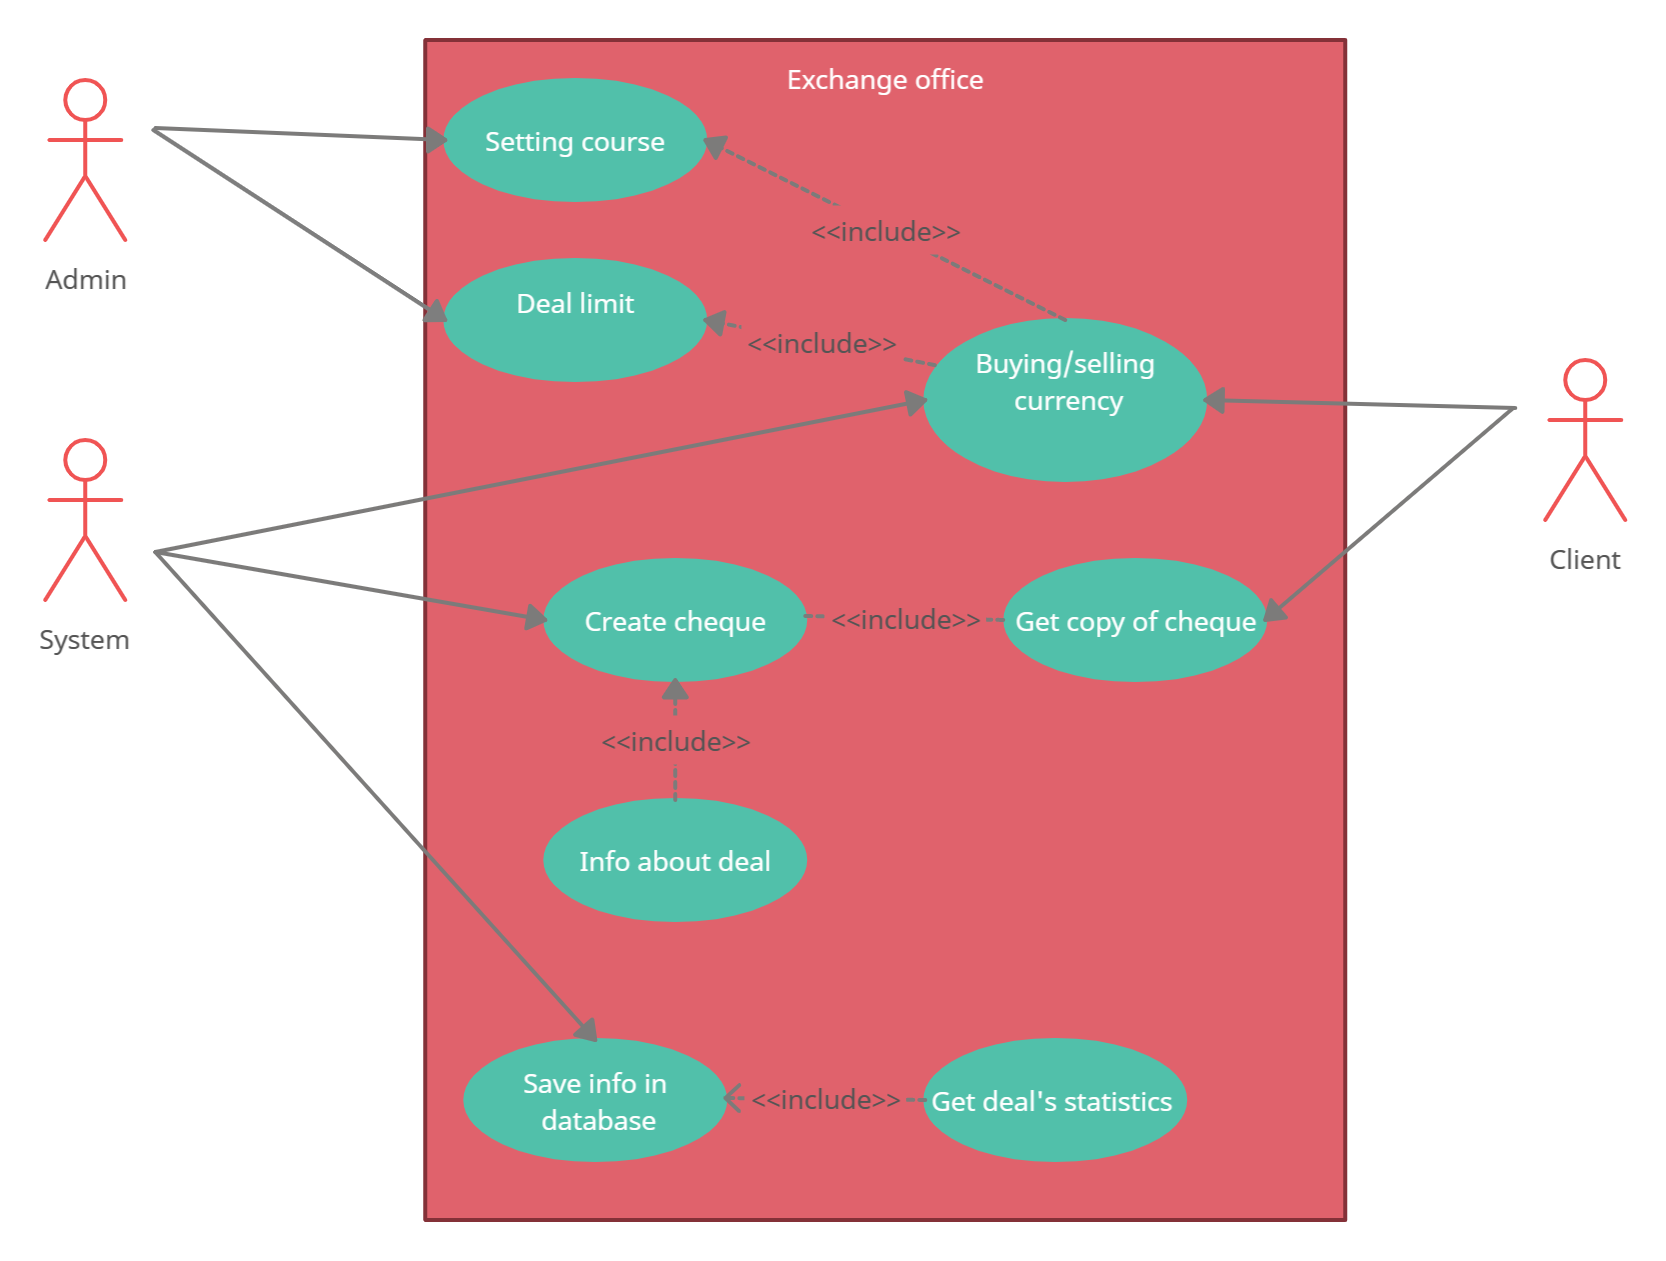 Exchange office
Setting course
<<include>>
Admin
Deal limit
<<include>>
Buying/selling
currency
Client
System
Create cheque
<<include>>
Get copy of cheque
<<include>>
Info about deal
Save info in
database
<<include>>
Get deal's statistics